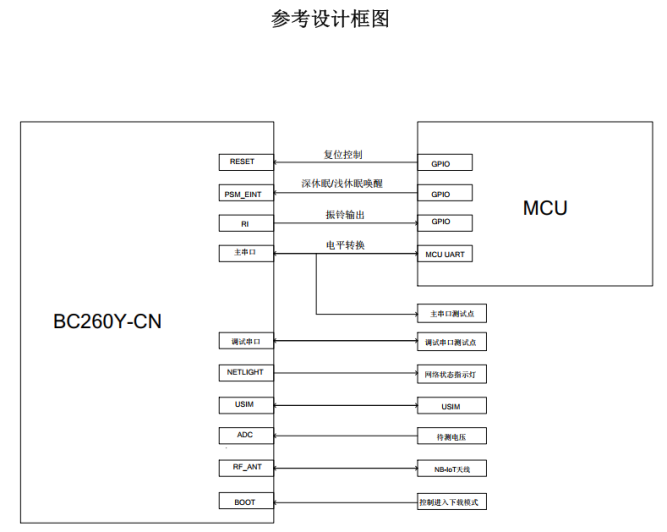 参考设计框图
RESET
复位控制
GPIO
PSM_EINT
深休眠/浅休眠唤醒
GPIO
RI
振铃输出
GPIO
MCU
主串口
电平转换
MCU UART
主串口测试点
BC260Y-CN
调试串口
调试串口测试点
NETLIGHT
网络状态指示灯
USIM
USIM
ADC
待测电压
RF_ANT
NB-IoT天线
BOOT
控制进入下载模式